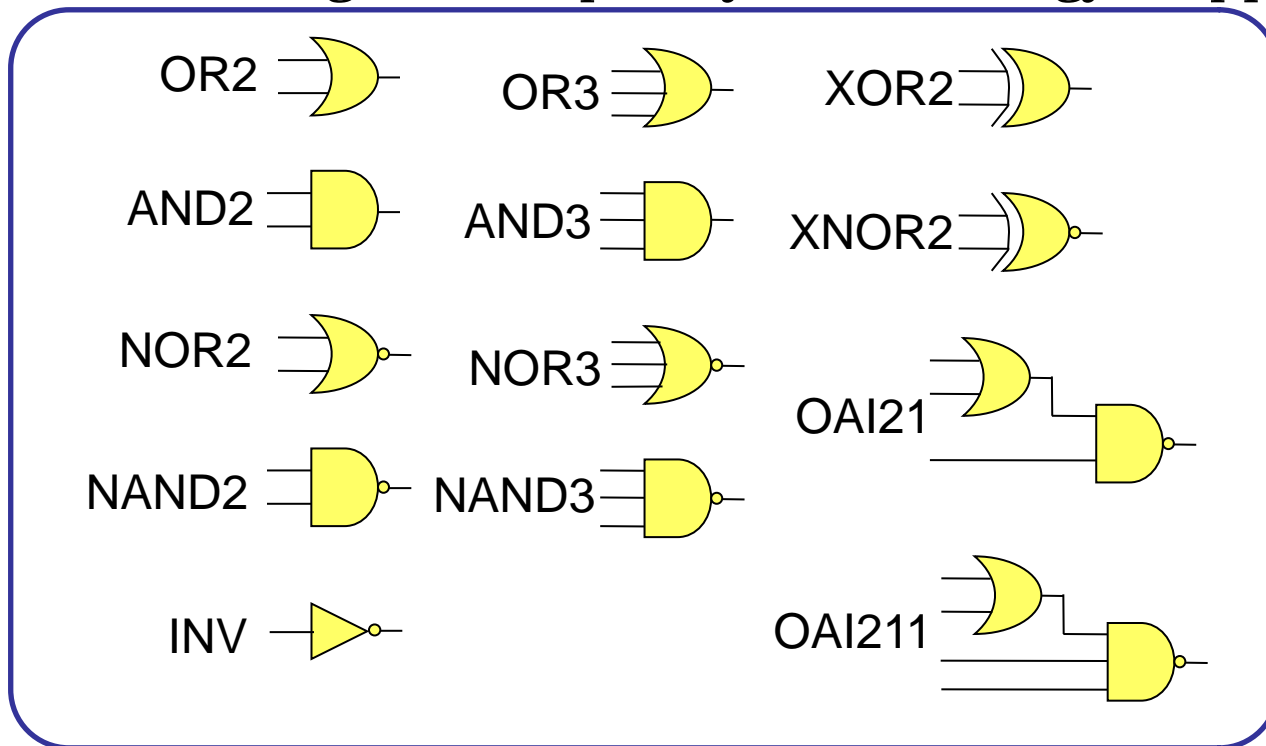 OR2
OR3
XOR2
AND2
AND3
XNOR2
NOR2
NOR3
OAI21
NAND2
NAND3
INV
OAI211